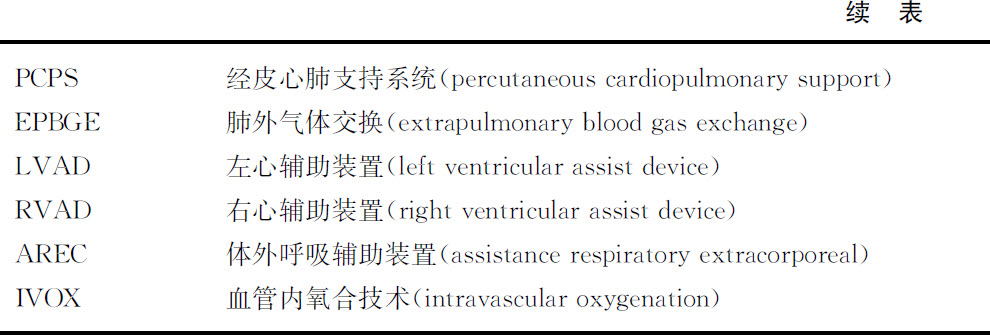 续 表
PCPS 经皮心肺支持系统(percutaneous cardiopulmonary support)
EPBGE 肺外气体交换(extrapulmonary blood gas exchange)
LVAD 左心辅助装置(left ventricular assist device)
RVAD 右心辅助装置(right ventricular assist device)
AREC 体外呼吸辅助装置(assistance respiratory extracorporeal)
IVOX 血管内氧合技术(intravascular oxygenation)